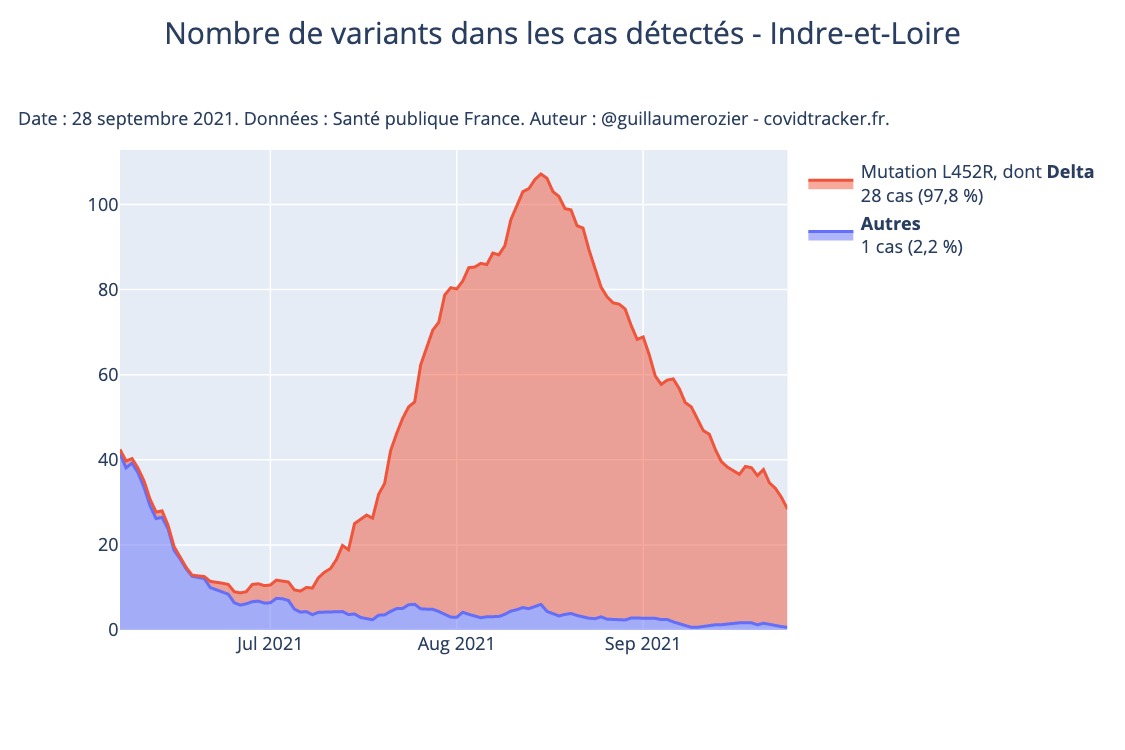 Nombre de variants dans les cas détectés - Indre-et-Loire
Date : 28 septembre 2021. Données : Santé publique France. Auteur : @guillaumerozier - covidtracker.fr.
Mutation L452R, dont Delta
28 cas (97,8 %)
Autres
1 cas (2,2 %)
100
80
60
40
20
0
Jul 2021
Aug 2021
Sep 2021